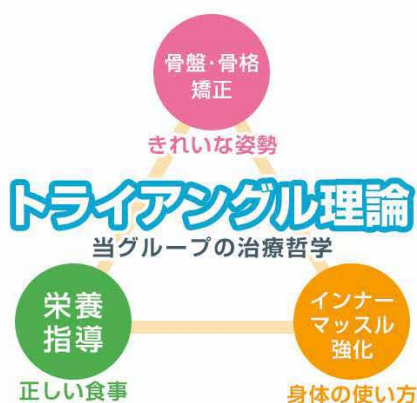 骨盤・骨格
矯正
きれいな姿勢
トライアングル理論
当グループの治療哲学
栄養
指導
正しい食事
インナー
マッスル
強化
身体の使い方